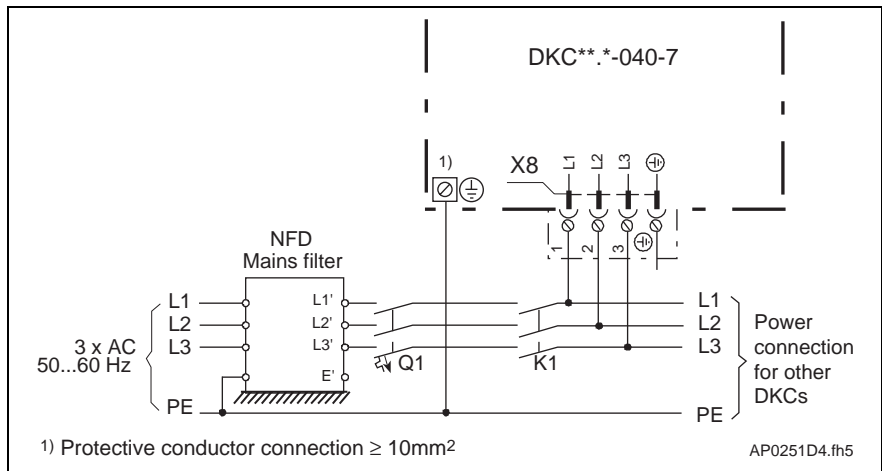 DKC**.*-040-7
1)
X8
L1
L2
L3
1
2
3
NFD
Mains filter
L1
L2
L3
3 x AC
50...60 Hz
PE
L1'
L2'
L3'
E'
Q1
K1
L1
L2
L3
PE
Power
connection
for other
DKCs
1) Protective conductor connection ≥ 10mm2
AP0251D4.fh5